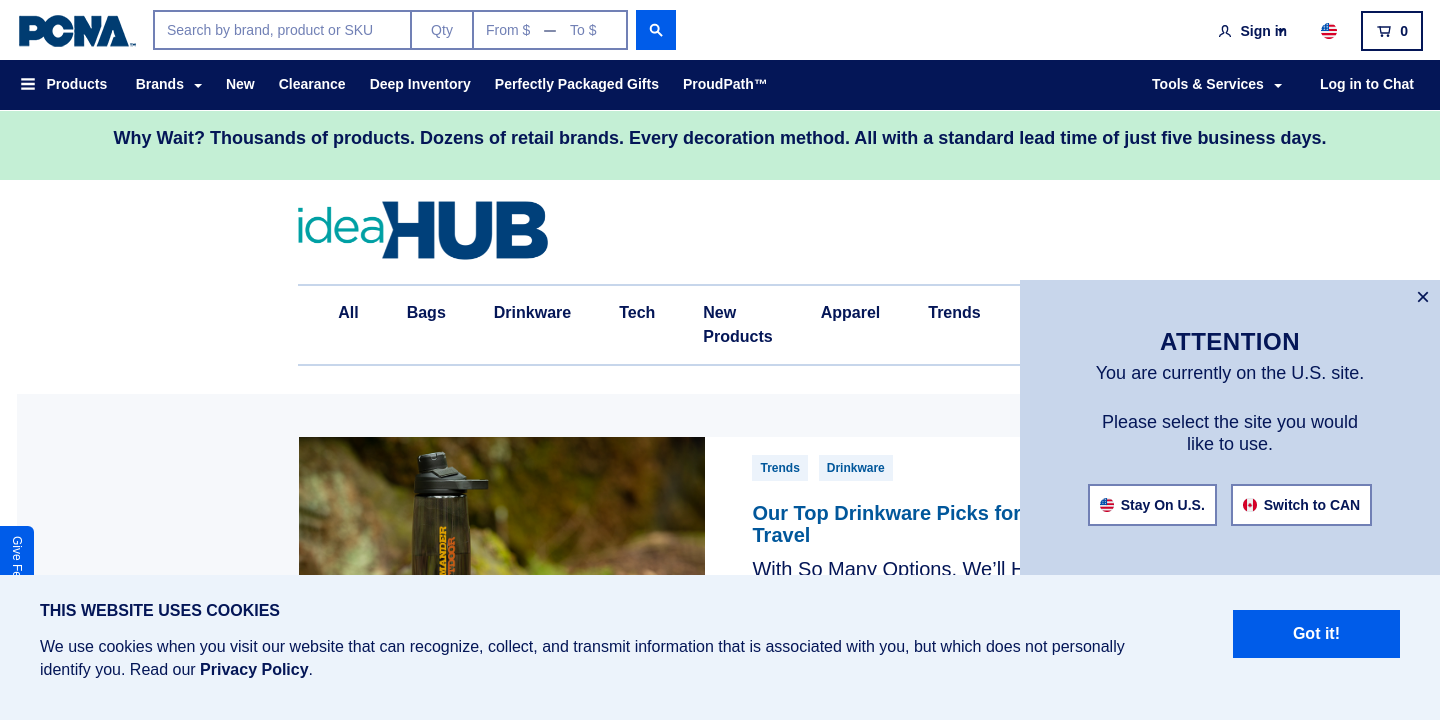 PCNA™
Search by brand, product or SKU
Qty
From $ — To $
Sign in
0
Products
Brands
New
Clearance
Deep Inventory
Perfectly Packaged Gifts
ProudPath™
Tools & Services
Log in to Chat
Why Wait? Thousands of products. Dozens of retail brands. Every decoration method. All with a standard lead time of just five business days.
ideaHUB
All
Bags
Drinkware
Tech
New
Products
Apparel
Trends
×
ATTENTION
You are currently on the U.S. site.
Please select the site you would
like to use.
Stay On U.S.
Switch to CAN
Trends
Drinkware
Our Top Drinkware Picks for
Travel
With So Many Options, We’ll H
MANDER
OUTDOOR
Give Fe
THIS WEBSITE USES COOKIES
We use cookies when you visit our website that can recognize, collect, and transmit information that is associated with you, but which does not personally
identify you. Read our Privacy Policy.
Got it!